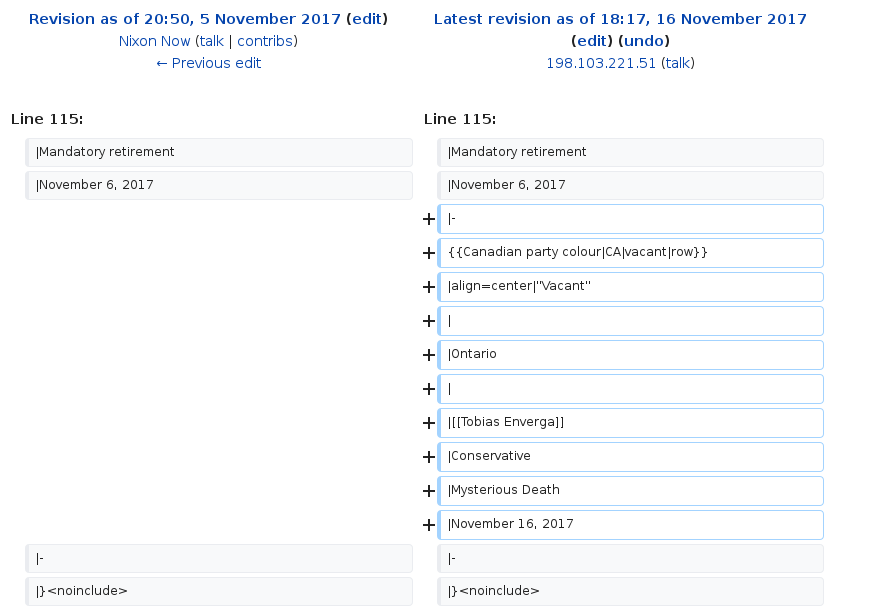 Revision as of 20:50, 5 November 2017 (edit)
Nixon Now (talk | contribs)
← Previous edit
Latest revision as of 18:17, 16 November 2017
(edit) (undo)
198.103.221.51 (talk)
Line 115:
Line 115:
|Mandatory retirement
|Mandatory retirement
|November 6, 2017
|November 6, 2017
+ |-
+ {{Canadian party colour|CA|vacant|row}}
+ |align=center|"Vacant"
+ |
+ |Ontario
+ |
+ |[[Tobias Enverga]]
+ |Conservative
+ |Mysterious Death
+ |November 16, 2017
|-
|-
|}<noinclude>
|}<noinclude>